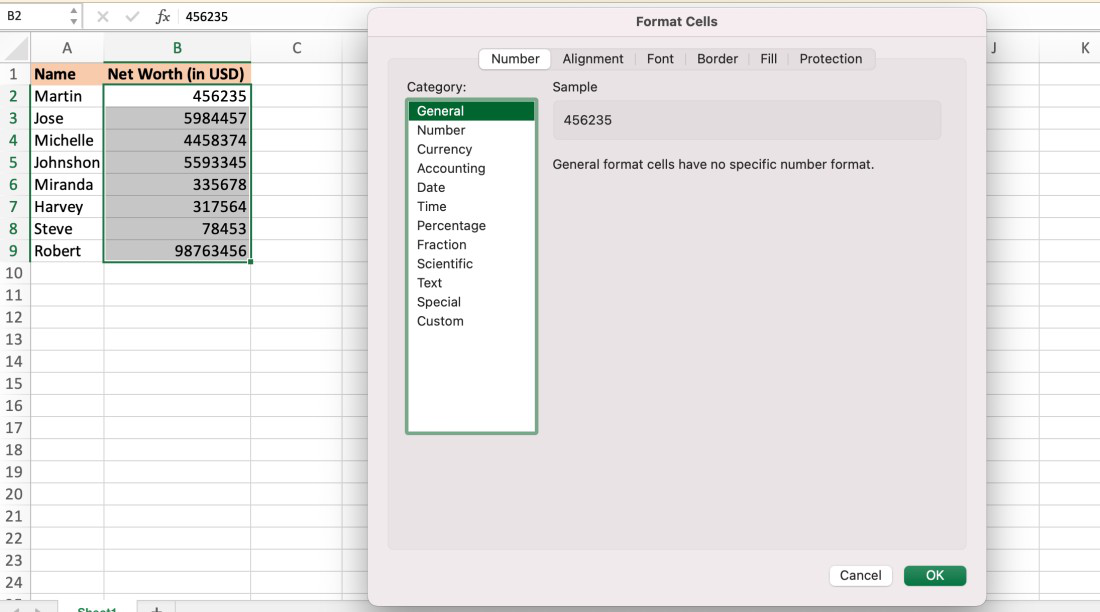 B2 fx 456235
A B C J K
1 Name Net Worth (in USD)
2 Martin 456235
3 Jose 5984457
4 Michelle 4458374
5 Johnshon 5593345
6 Miranda 335678
7 Harvey 317564
8 Steve 78453
9 Robert 98763456
10
11
12
13
14
15
16
17
18
19
20
21
22
23
24
Sheet1 +
Format Cells
Number Alignment Font Border Fill Protection
Category:
General
Number
Currency
Accounting
Date
Time
Percentage
Fraction
Scientific
Text
Special
Custom
Sample
456235
General format cells have no specific number format.
Cancel OK